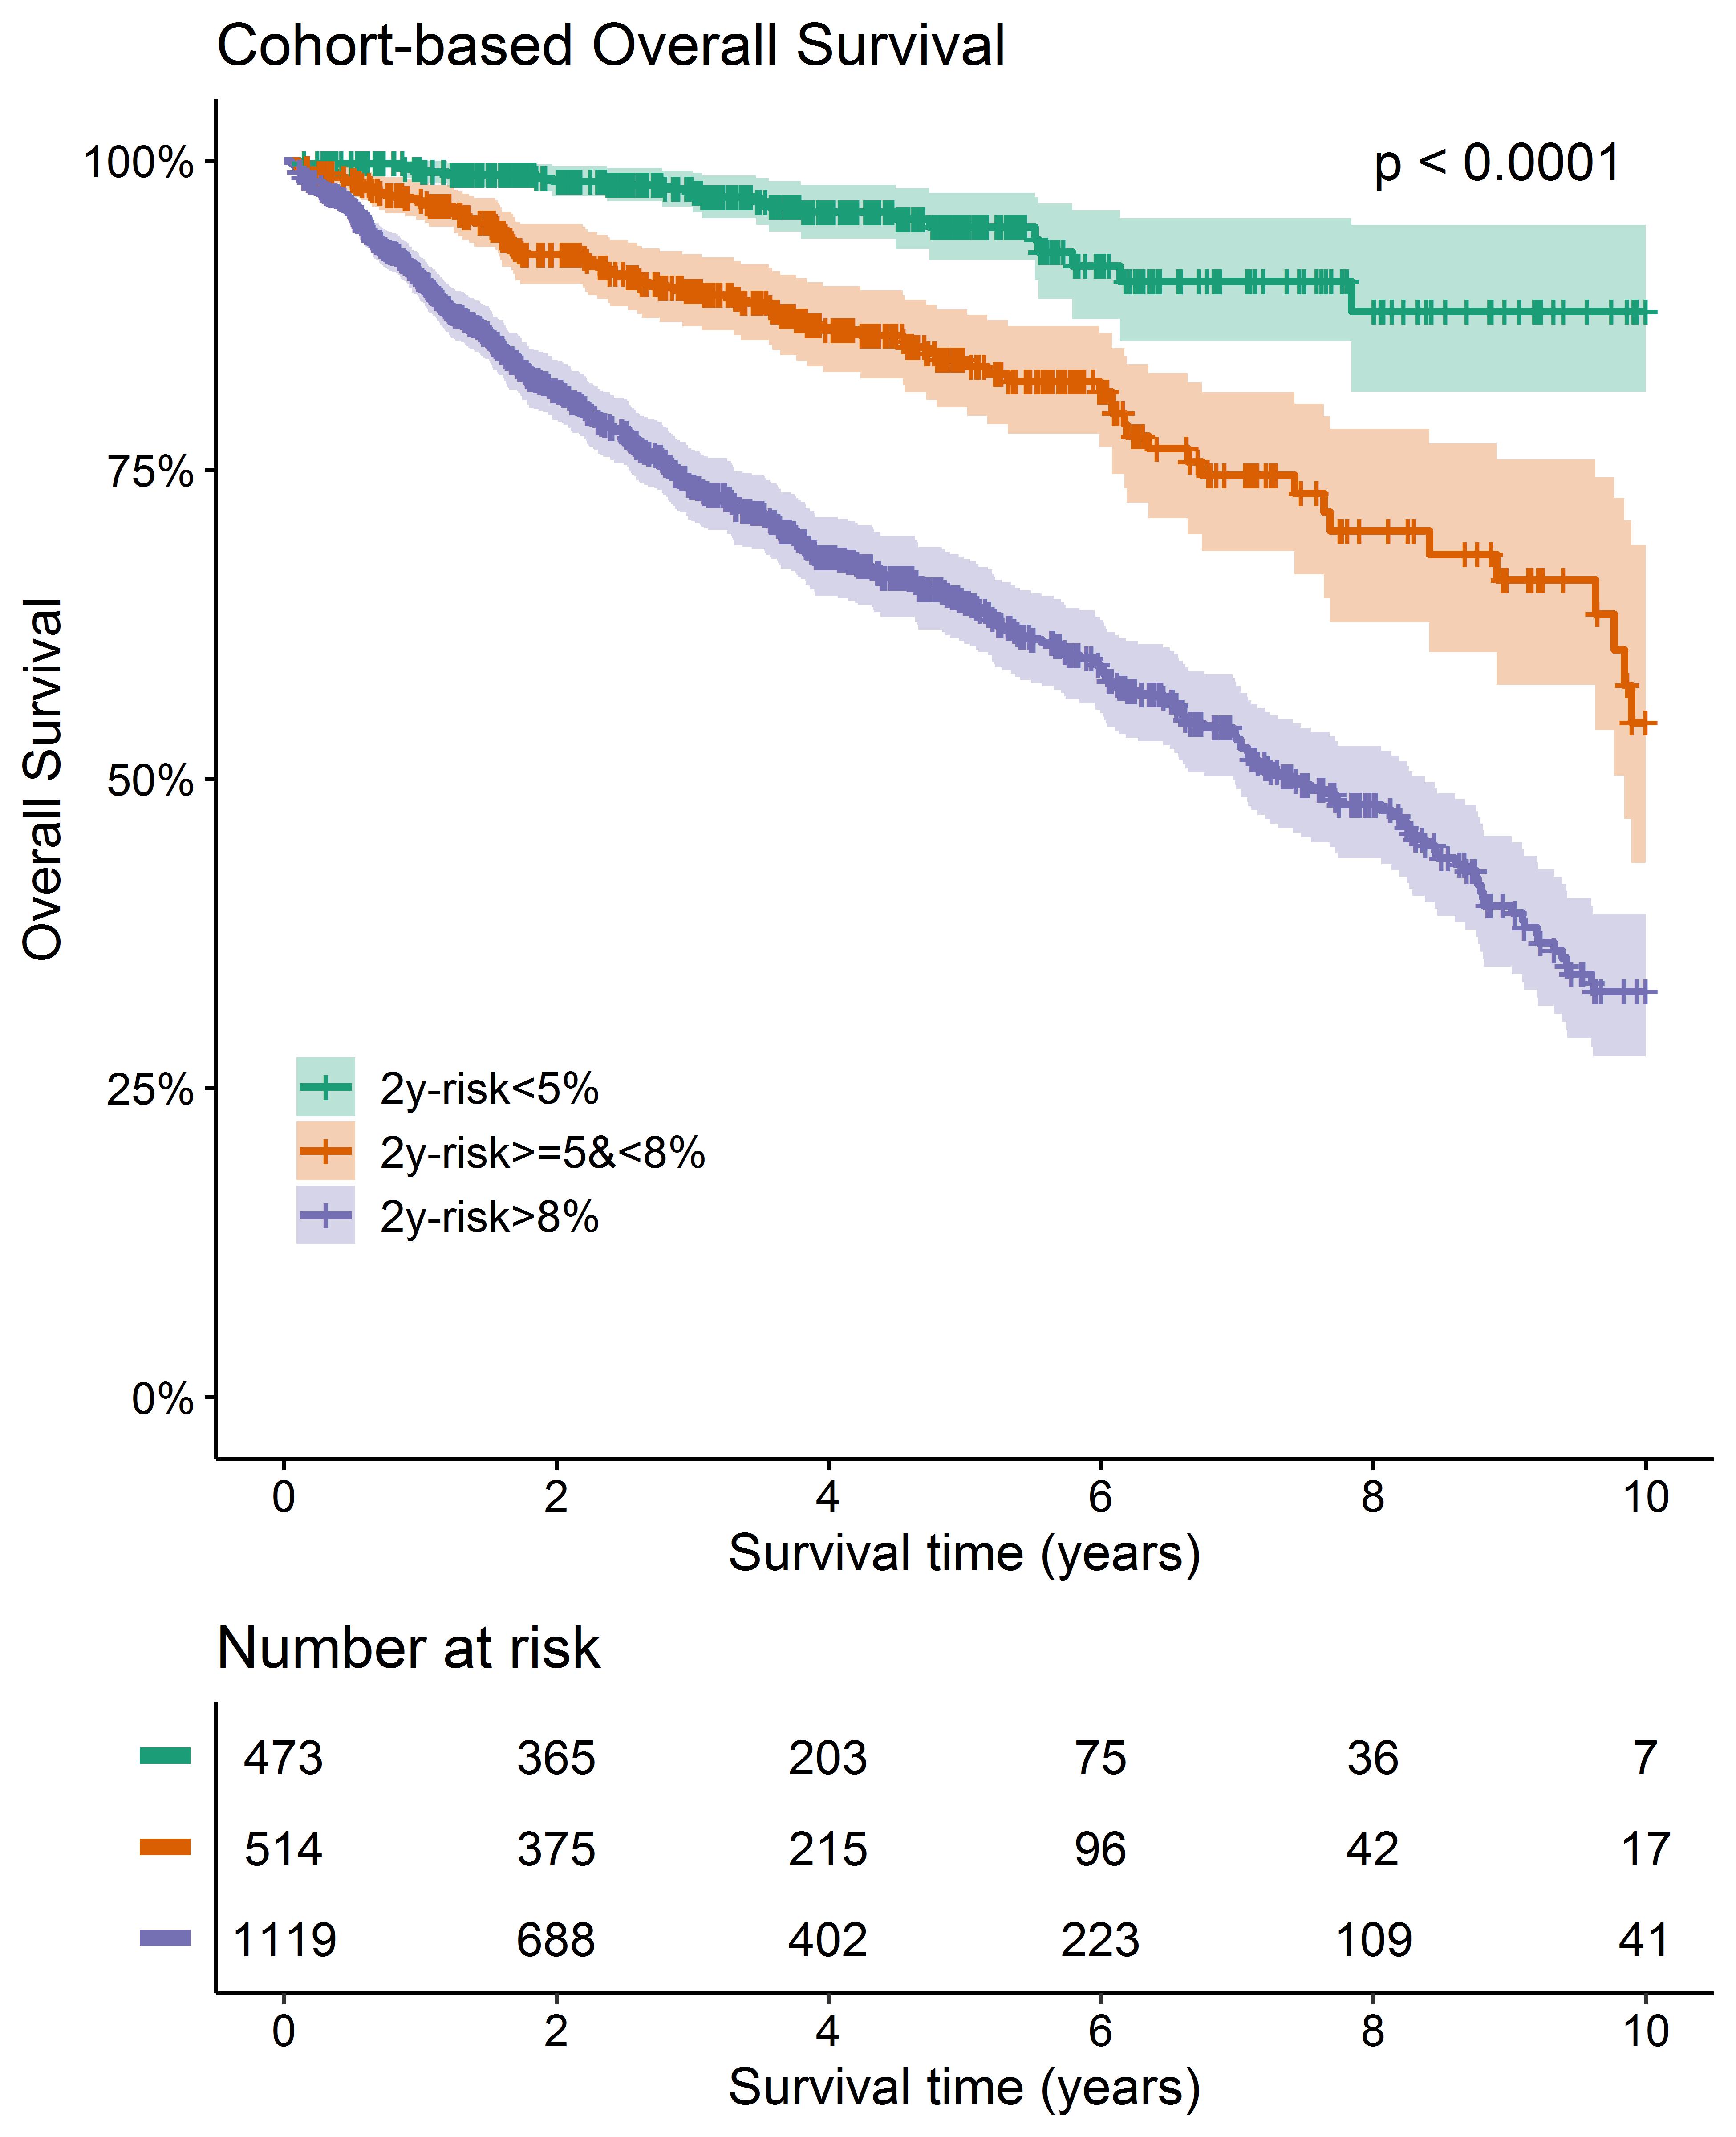 Cohort-based Overall Survival
p < 0.0001
100%
75%
50%
25%
0%
Overall Survival
2y-risk<5%
2y-risk>=5&<8%
2y-risk>8%
0 2 4 6 8 10
Survival time (years)
Number at risk
473 365 203 75 36 7
514 375 215 96 42 17
1119 688 402 223 109 41
0 2 4 6 8 10
Survival time (years)